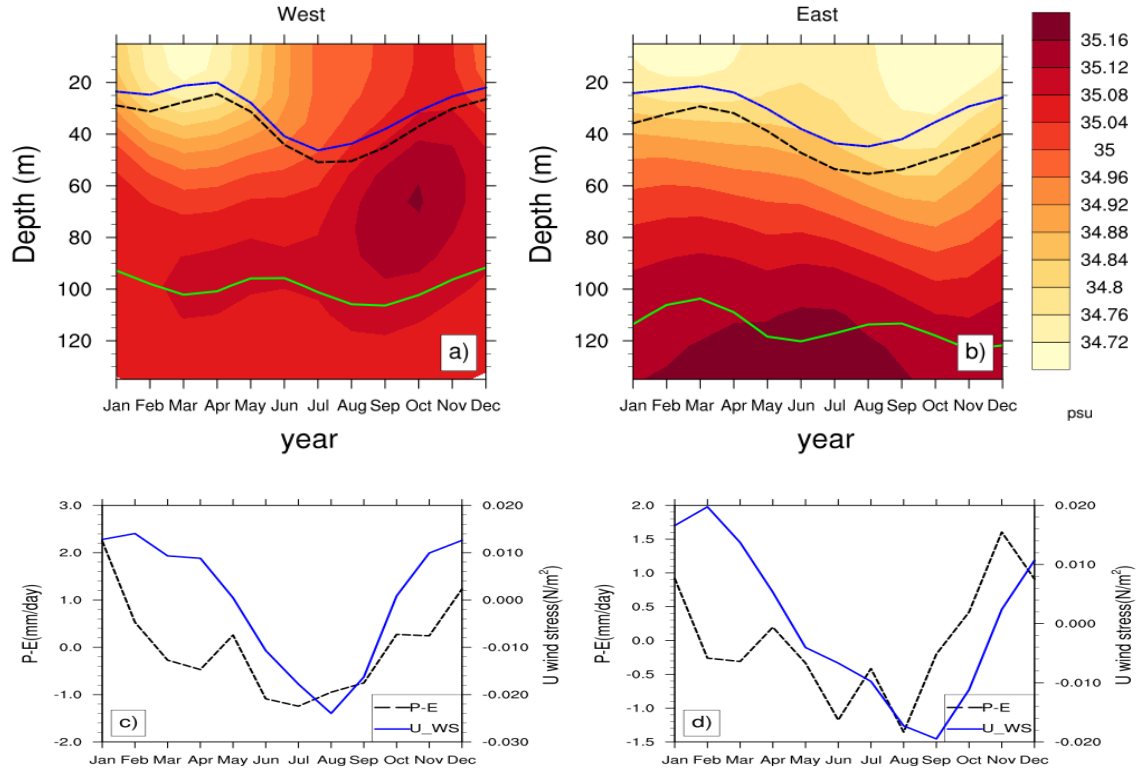 West
East
20
40
60
80
100
120
Depth (m)
a)
Jan Feb Mar Apr May Jun Jul Aug Sep Oct Nov Dec
year
20
40
60
80
100
120
Depth (m)
b)
Jan Feb Mar Apr May Jun Jul Aug Sep Oct Nov Dec
year
35.16
35.12
35.08
35.04
35
34.96
34.92
34.88
34.84
34.8
34.76
34.72
psu
3.0
2.0
1.0
0.0
-1.0
-2.0
P-E(mm/day)
0.020
0.010
0.000
-0.010
-0.020
-0.030
U wind stress(N/m²)
c)
P-E
U_WS
Jan Feb Mar Apr May Jun Jul Aug Sep Oct Nov Dec
2.0
1.5
1.0
0.5
0.0
-0.5
-1.0
-1.5
P-E(mm/day)
0.020
0.010
0.000
-0.010
-0.020
U wind stress(N/m²)
d)
P-E
U_WS
Jan Feb Mar Apr May Jun Jul Aug Sep Oct Nov Dec